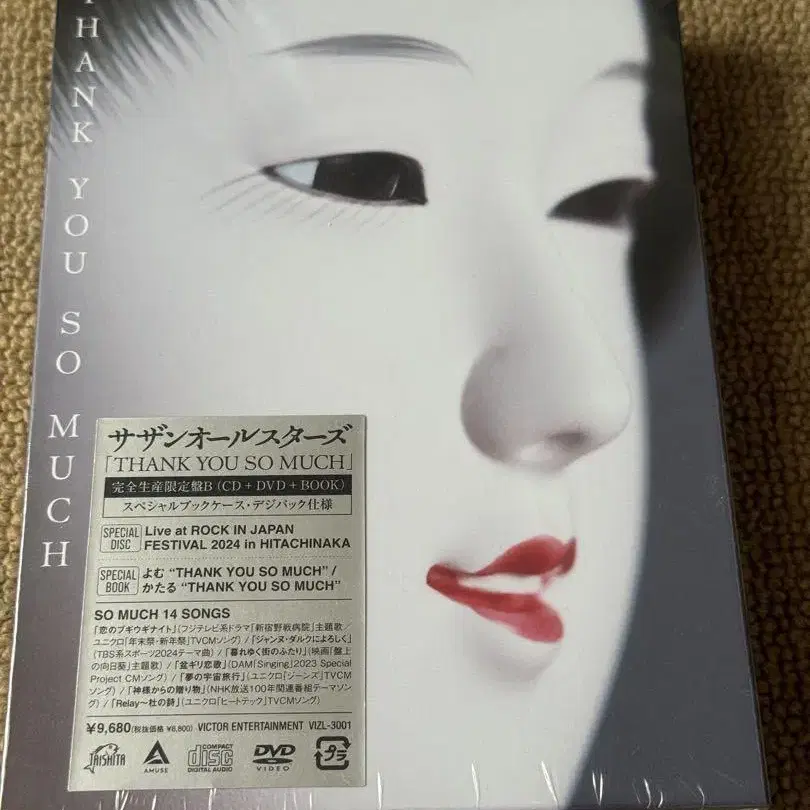 THANK YOU SO MUCH
サザンオールスターズ
「THANK YOU SO MUCH」
完全生産限定盤B(CD+DVD+BOOK)
スペシャルブックケース・デジパック仕様
SPECIAL DISC
Live at ROCK IN JAPAN
FESTIVAL 2024 in HITACHINAKA
SPECIAL BOOK
よむ "THANK YOU SO MUCH"/
かたる "THANK YOU SO MUCH"
SO MUCH 14 SONGS
「恋のブギウギナイト」(フジテレビ系ドラマ「新宿野戦病院」主題歌/
ユニクロ「年末祭・新年祭」TVCMソング) /「ジャンヌ・ダルクによろしく」
(TBS系スポーツ2024テーマ曲) /「暮れゆく街のふたり」(映画「盤上
の向日葵」主題歌) /「盆ギリ恋歌」(DAM「Singing」2023 Special
Project CMソング) /「夢の宇宙旅行」(ユニクロ「ジーンズ」TVCM
ソング) /「神様からの贈り物」(NHK放送100年関連番組テーマソン
グ) /「Relay〜杜の詩」(ユニクロ「ヒートテック」TVCMソング)
¥9,680(税抜価格 ¥8,800) VICTOR ENTERTAINMENT VIZL-3001
TAISHITA
AMUSE
COMPACT disc DIGITAL AUDIO
DVD VIDEO
プラ